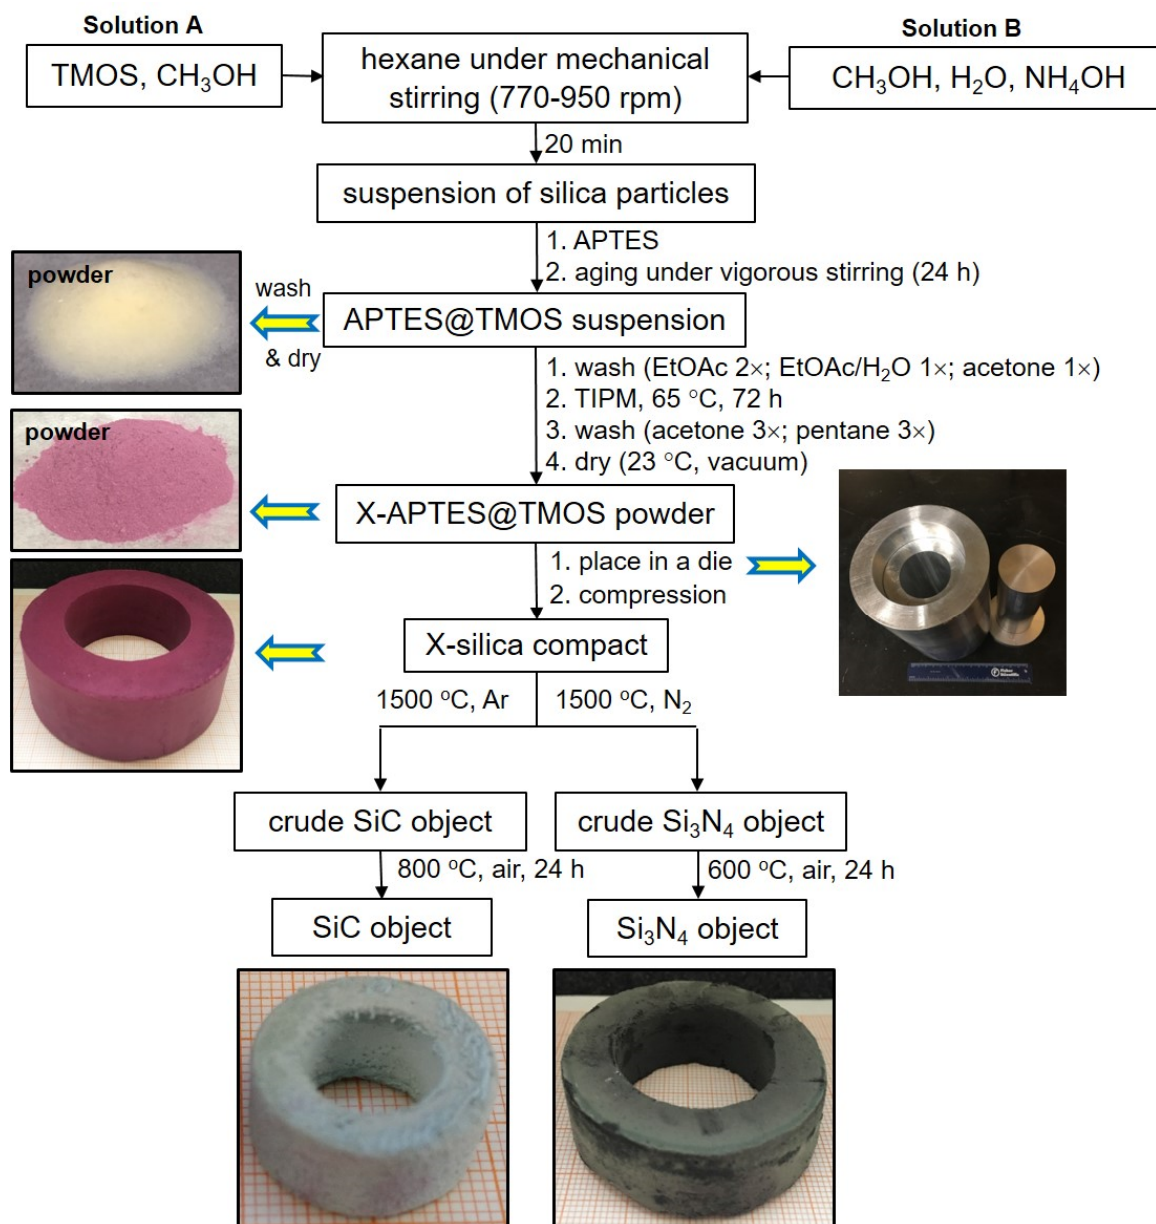 Solution A
Solution B
TMOS, CH₃OH
hexane under mechanical
stirring (770-950 rpm)
CH₃OH, H₂O, NH₄OH
20 min
suspension of silica particles
1. APTES
2. aging under vigorous stirring (24 h)
powder
wash
& dry
APTES@TMOS suspension
1. wash (EtOAc 2×; EtOAc/H₂O 1×; acetone 1×)
2. TIPM, 65 °C, 72 h
3. wash (acetone 3×; pentane 3×)
4. dry (23 °C, vacuum)
powder
X-APTES@TMOS powder
1. place in a die
2. compression
X-silica compact
1500 °C, Ar
1500 °C, N₂
crude SiC object
crude Si₃N₄ object
800 °C, air, 24 h
600 °C, air, 24 h
SiC object
Si₃N₄ object